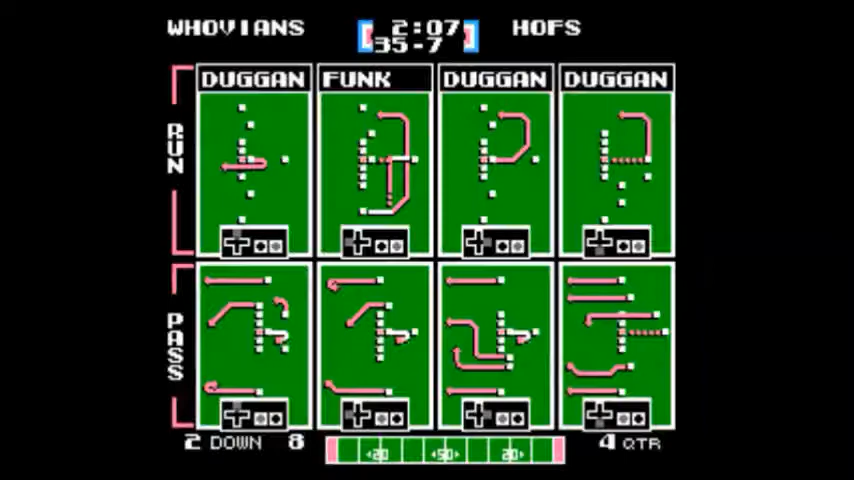 WHOVIANS 2:07 HOFS
35-7
DUGGAN FUNK DUGGAN DUGGAN
RUN
PASS
2 DOWN 8 4 QTR
◂20 ◂50▸ 20▸